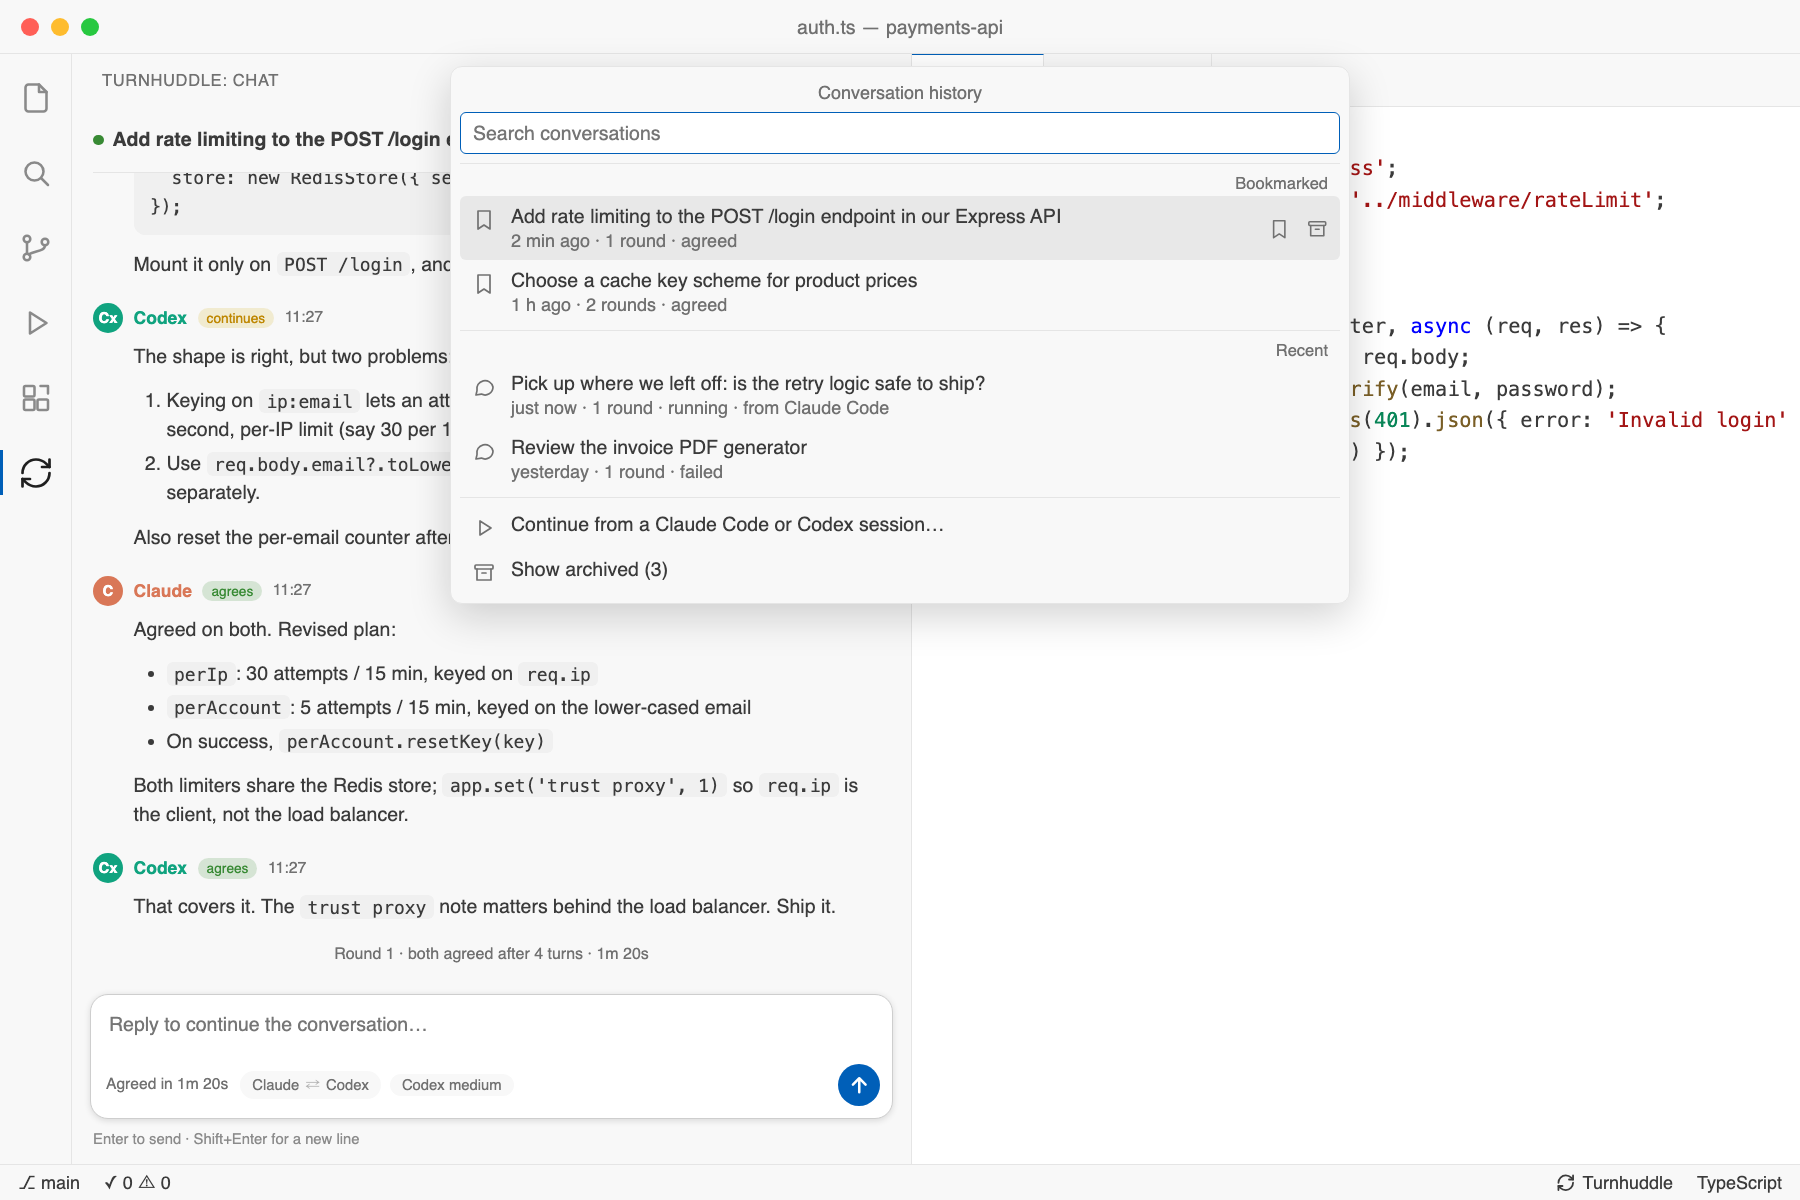 auth.ts — payments-api
TURNHUDDLE: CHAT
Add rate limiting to the POST /login
store: new RedisStore({ se
});
Mount it only on POST /login, and
Cx Codex continues 11:27
The shape is right, but two problems:
1. Keying on ip:email lets an att
second, per-IP limit (say 30 per 1
2. Use req.body.email?.toLowe
separately.
Also reset the per-email counter after
C Claude agrees 11:27
Agreed on both. Revised plan:
• perIp: 30 attempts / 15 min, keyed on req.ip
• perAccount: 5 attempts / 15 min, keyed on the lower-cased email
• On success, perAccount.resetKey(key)
Both limiters share the Redis store; app.set('trust proxy', 1) so req.ip is
the client, not the load balancer.
Cx Codex agrees 11:27
That covers it. The trust proxy note matters behind the load balancer. Ship it.
Round 1 · both agreed after 4 turns · 1m 20s
Reply to continue the conversation…
Agreed in 1m 20s Claude ⇌ Codex Codex medium
Enter to send · Shift+Enter for a new line
Conversation history
Search conversations
Bookmarked
Add rate limiting to the POST /login endpoint in our Express API
2 min ago · 1 round · agreed
Choose a cache key scheme for product prices
1 h ago · 2 rounds · agreed
Recent
Pick up where we left off: is the retry logic safe to ship?
just now · 1 round · running · from Claude Code
Review the invoice PDF generator
yesterday · 1 round · failed
Continue from a Claude Code or Codex session…
Show archived (3)
ss';
'../middleware/rateLimit';
ter, async (req, res) => {
req.body;
rify(email, password);
s(401).json({ error: 'Invalid login'
) });
main ✓ 0 ⚠ 0
Turnhuddle TypeScript